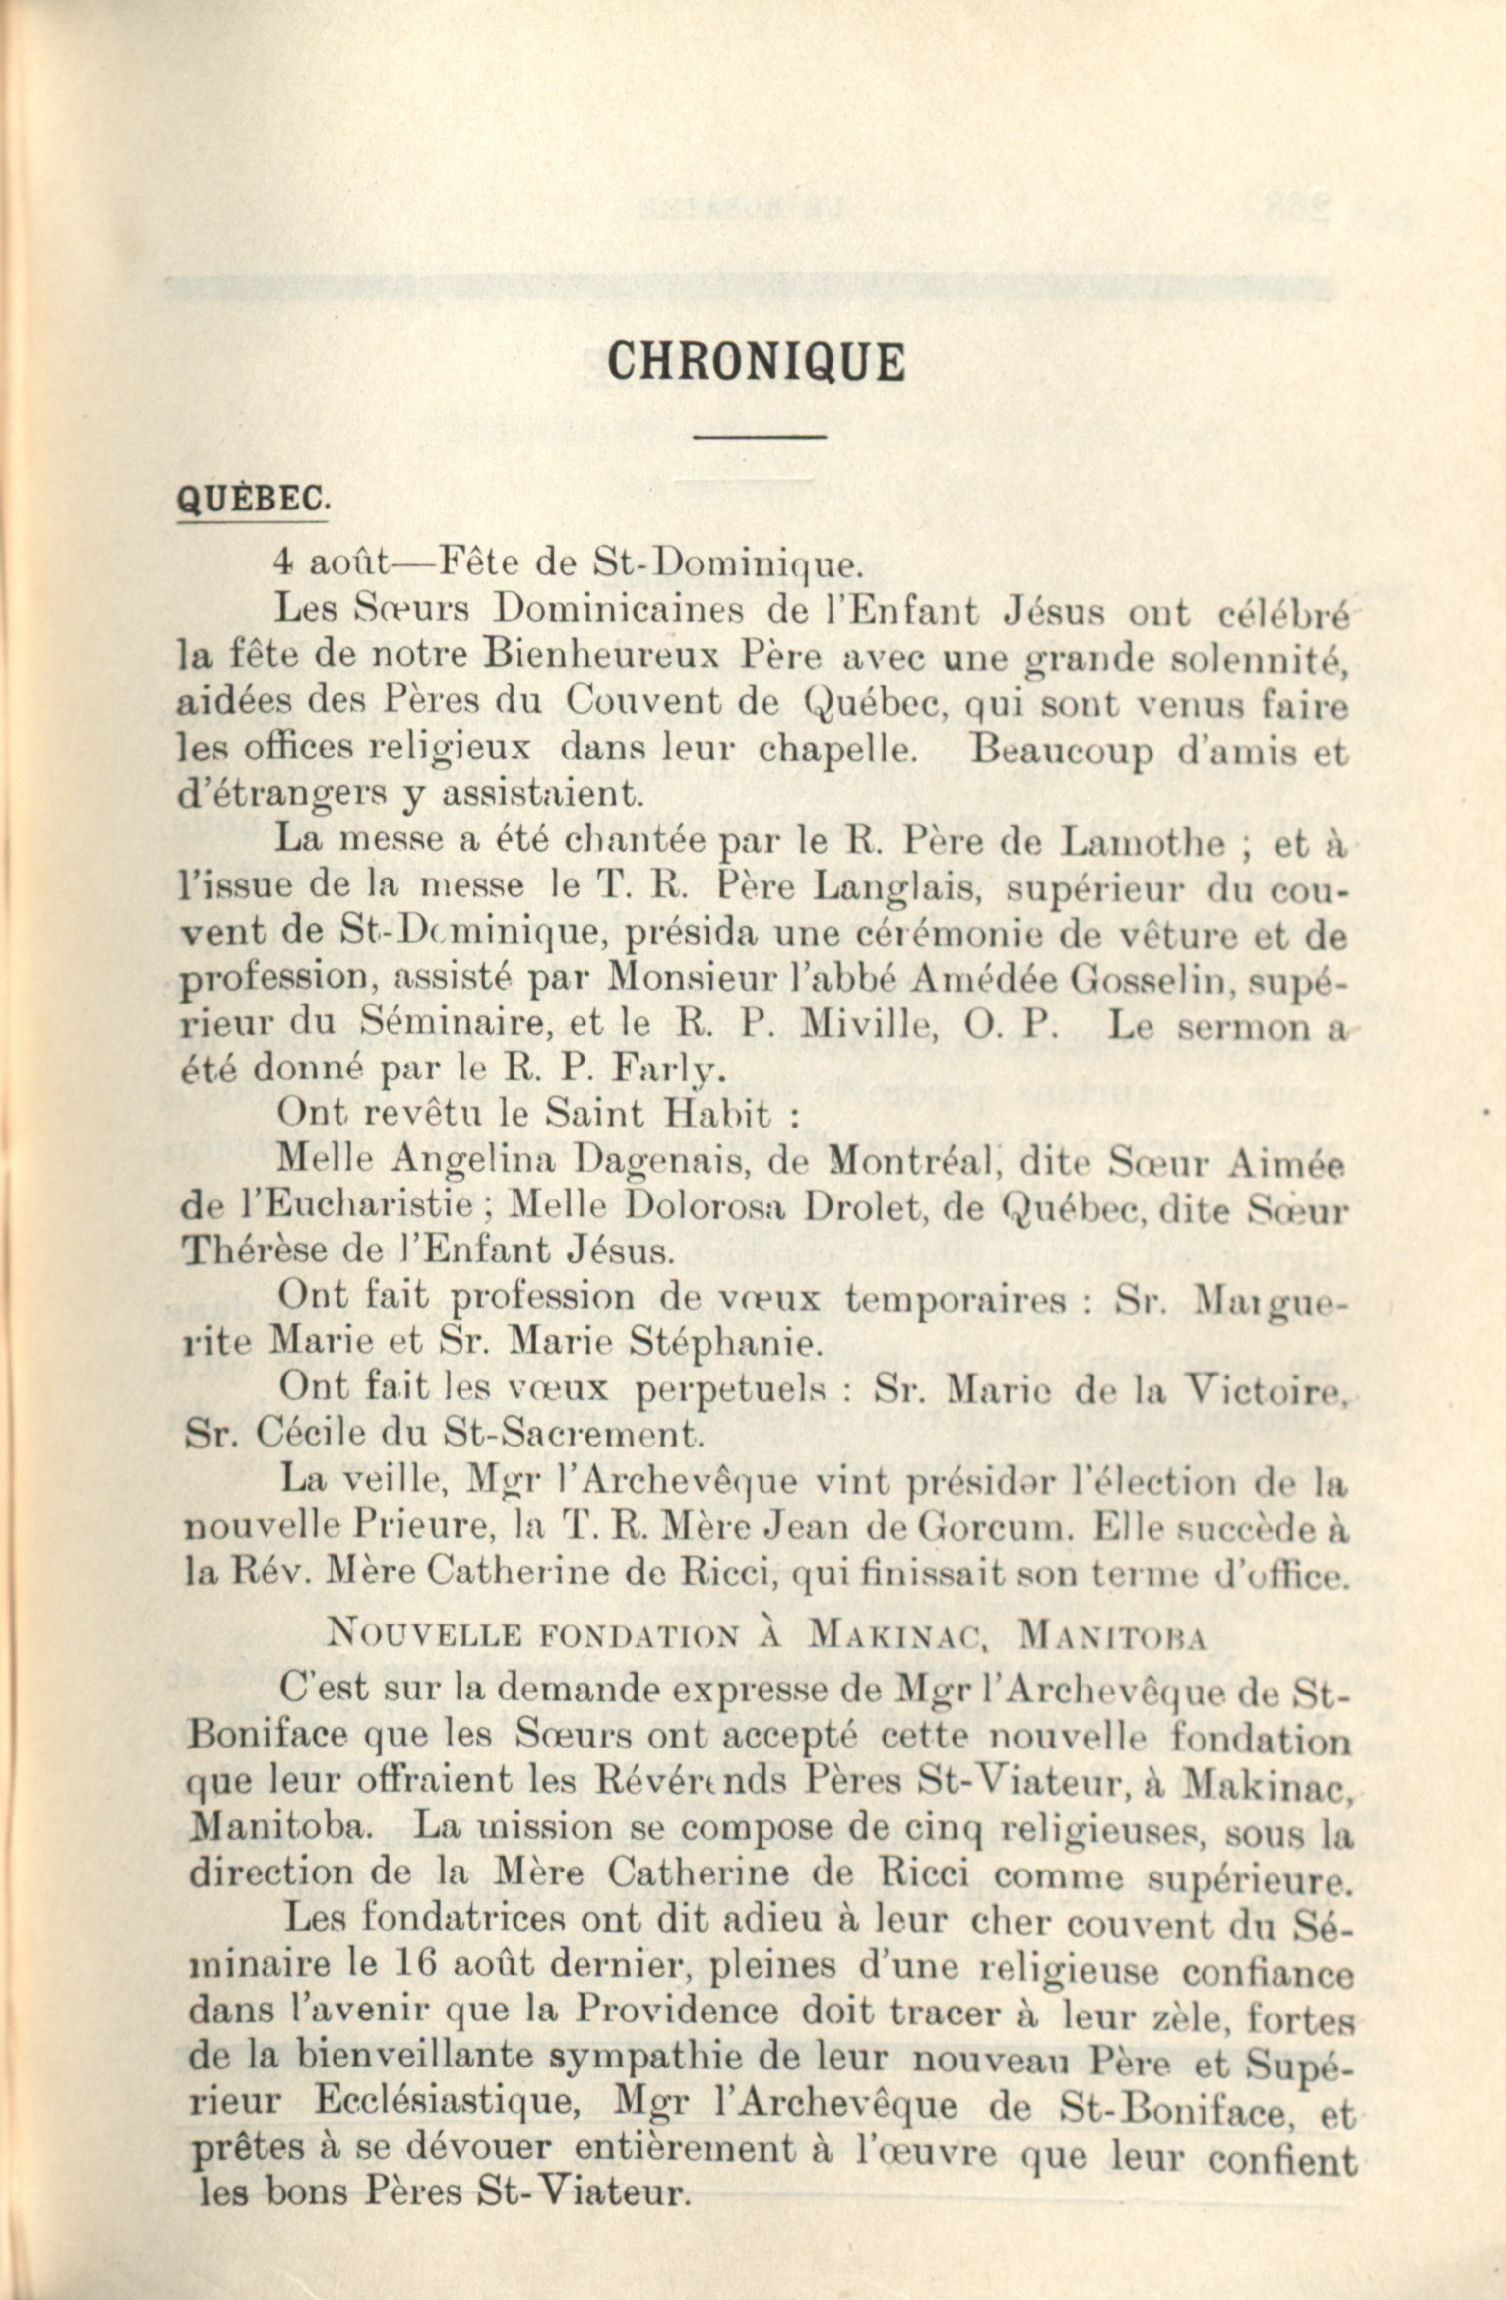 CHRONIQUE
QUÉBEC.
4 août—Fête de St-Dominique.
Les Sœurs Dominicaines de l'Enfant Jésus ont célébré
la fête de notre Bienheureux Père avec une grande solennité,
aidées des Pères du Couvent de Québec, qui sont venus faire
les offices religieux dans leur chapelle. Beaucoup d'amis et
d'étrangers y assistaient.
La messe a été chantée par le R. Père de Lamothe ; et à
l'issue de la messe le T. R. Père Langlais, supérieur du cou-
vent de St-Dominique, présida une cérémonie de vêture et de
profession, assisté par Monsieur l'abbé Amédée Gosselin, supé-
rieur du Séminaire, et le R. P. Miville, O. P. Le sermon a
été donné par le R. P. Farly.
Ont revêtu le Saint Habit :
Melle Angelina Dagenais, de Montréal, dite Sœur Aimée
de l'Eucharistie ; Melle Dolorosa Drolet, de Québec, dite Sœur
Thérèse de l'Enfant Jésus.
Ont fait profession de vœux temporaires : Sr. Margue-
rite Marie et Sr. Marie Stéphanie.
Ont fait les vœux perpetuels : Sr. Marie de la Victoire,
Sr. Cécile du St-Sacrement.
La veille, Mgr l'Archevêque vint présider l'élection de la
nouvelle Prieure, la T. R. Mère Jean de Gorcum. Elle succède à
la Rév. Mère Catherine de Ricci, qui finissait son terme d'office.
NOUVELLE FONDATION À MAKINAC, MANITOBA
C'est sur la demande expresse de Mgr l'Archevêque de St-
Boniface que les Sœurs ont accepté cette nouvelle fondation
que leur offraient les Révérends Pères St-Viateur, à Makinac,
Manitoba. La mission se compose de cinq religieuses, sous la
direction de la Mère Catherine de Ricci comme supérieure.
Les fondatrices ont dit adieu à leur cher couvent du Sé-
minaire le 16 août dernier, pleines d'une religieuse confiance
dans l'avenir que la Providence doit tracer à leur zèle, fortes
de la bienveillante sympathie de leur nouveau Père et Supé-
rieur Ecclésiastique, Mgr l'Archevêque de St-Boniface, et
prêtes à se dévouer entièrement à l'œuvre que leur confient
les bons Pères St-Viateur.